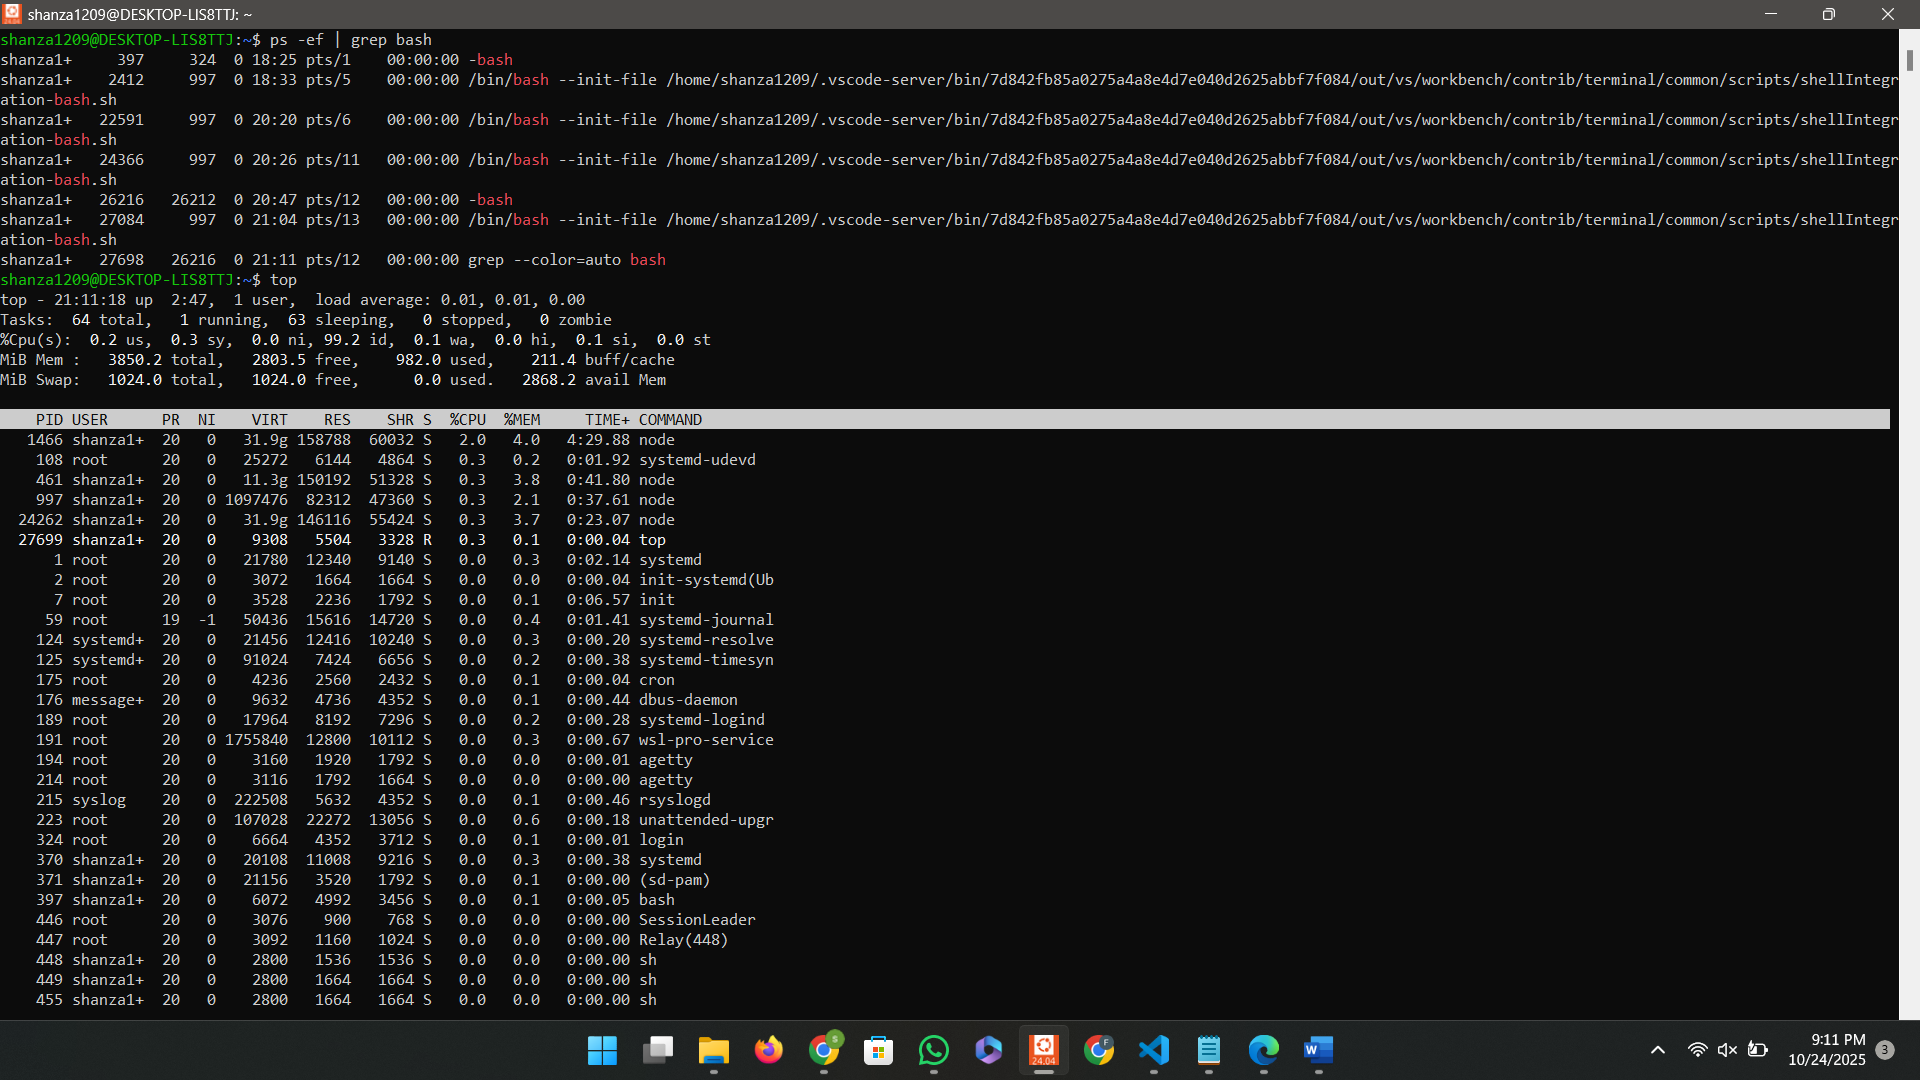 shanza1209@DESKTOP-LIS8TTJ: ~
shanza1209@DESKTOP-LIS8TTJ:~$ ps -ef | grep bash
shanza1+     397     324  0 18:25 pts/1    00:00:00 -bash
shanza1+    2412     997  0 18:33 pts/5    00:00:00 /bin/bash --init-file /home/shanza1209/.vscode-server/bin/7d842fb85a0275a4a8e4d7e040d2625abbf7f084/out/vs/workbench/contrib/terminal/common/scripts/shellIntegr
ation-bash.sh
shanza1+   22591     997  0 20:20 pts/6    00:00:00 /bin/bash --init-file /home/shanza1209/.vscode-server/bin/7d842fb85a0275a4a8e4d7e040d2625abbf7f084/out/vs/workbench/contrib/terminal/common/scripts/shellIntegr
ation-bash.sh
shanza1+   24366     997  0 20:26 pts/11   00:00:00 /bin/bash --init-file /home/shanza1209/.vscode-server/bin/7d842fb85a0275a4a8e4d7e040d2625abbf7f084/out/vs/workbench/contrib/terminal/common/scripts/shellIntegr
ation-bash.sh
shanza1+   26216   26212  0 20:47 pts/12   00:00:00 -bash
shanza1+   27084     997  0 21:04 pts/13   00:00:00 /bin/bash --init-file /home/shanza1209/.vscode-server/bin/7d842fb85a0275a4a8e4d7e040d2625abbf7f084/out/vs/workbench/contrib/terminal/common/scripts/shellIntegr
ation-bash.sh
shanza1+   27698   26216  0 21:11 pts/12   00:00:00 grep --color=auto bash
shanza1209@DESKTOP-LIS8TTJ:~$ top
top - 21:11:18 up  2:47,  1 user,  load average: 0.01, 0.01, 0.00
Tasks:  64 total,   1 running,  63 sleeping,   0 stopped,   0 zombie
%Cpu(s):  0.2 us,  0.3 sy,  0.0 ni, 99.2 id,  0.1 wa,  0.0 hi,  0.1 si,  0.0 st
MiB Mem :   3850.2 total,   2803.5 free,    982.0 used,    211.4 buff/cache
MiB Swap:   1024.0 total,   1024.0 free,      0.0 used.   2868.2 avail Mem
PID USER      PR  NI    VIRT    RES    SHR S  %CPU  %MEM     TIME+ COMMAND
1466 shanza1+  20   0   31.9g 158788  60032 S   2.0   4.0   4:29.88 node
108 root      20   0   25272   6144   4864 S   0.3   0.2   0:01.92 systemd-udevd
461 shanza1+  20   0   11.3g 150192  51328 S   0.3   3.8   0:41.80 node
997 shanza1+  20   0 1097476  82312  47360 S   0.3   2.1   0:37.61 node
24262 shanza1+  20   0   31.9g 146116  55424 S   0.3   3.7   0:23.07 node
27699 shanza1+  20   0    9308   5504   3328 R   0.3   0.1   0:00.04 top
1 root      20   0   21780  12340   9140 S   0.0   0.3   0:02.14 systemd
2 root      20   0    3072   1664   1664 S   0.0   0.0   0:00.04 init-systemd(Ub
7 root      20   0    3528   2236   1792 S   0.0   0.1   0:06.57 init
59 root      19  -1   50436  15616  14720 S   0.0   0.4   0:01.41 systemd-journal
124 systemd+  20   0   21456  12416  10240 S   0.0   0.3   0:00.20 systemd-resolve
125 systemd+  20   0   91024   7424   6656 S   0.0   0.2   0:00.38 systemd-timesyn
175 root      20   0    4236   2560   2432 S   0.0   0.1   0:00.04 cron
176 message+  20   0    9632   4736   4352 S   0.0   0.1   0:00.44 dbus-daemon
189 root      20   0   17964   8192   7296 S   0.0   0.2   0:00.28 systemd-logind
191 root      20   0 1755840  12800  10112 S   0.0   0.3   0:00.67 wsl-pro-service
194 root      20   0    3160   1920   1792 S   0.0   0.0   0:00.01 agetty
214 root      20   0    3116   1792   1664 S   0.0   0.0   0:00.00 agetty
215 syslog    20   0  222508   5632   4352 S   0.0   0.1   0:00.46 rsyslogd
223 root      20   0  107028  22272  13056 S   0.0   0.6   0:00.18 unattended-upgr
324 root      20   0    6664   4352   3712 S   0.0   0.1   0:00.01 login
370 shanza1+  20   0   20108  11008   9216 S   0.0   0.3   0:00.38 systemd
371 shanza1+  20   0   21156   3520   1792 S   0.0   0.1   0:00.00 (sd-pam)
397 shanza1+  20   0    6072   4992   3456 S   0.0   0.1   0:00.05 bash
446 root      20   0    3076    900    768 S   0.0   0.0   0:00.00 SessionLeader
447 root      20   0    3092   1160   1024 S   0.0   0.0   0:00.00 Relay(448)
448 shanza1+  20   0    2800   1536   1536 S   0.0   0.0   0:00.00 sh
449 shanza1+  20   0    2800   1664   1664 S   0.0   0.0   0:00.00 sh
455 shanza1+  20   0    2800   1664   1664 S   0.0   0.0   0:00.00 sh
24.04
9:11 PM
10/24/2025
3